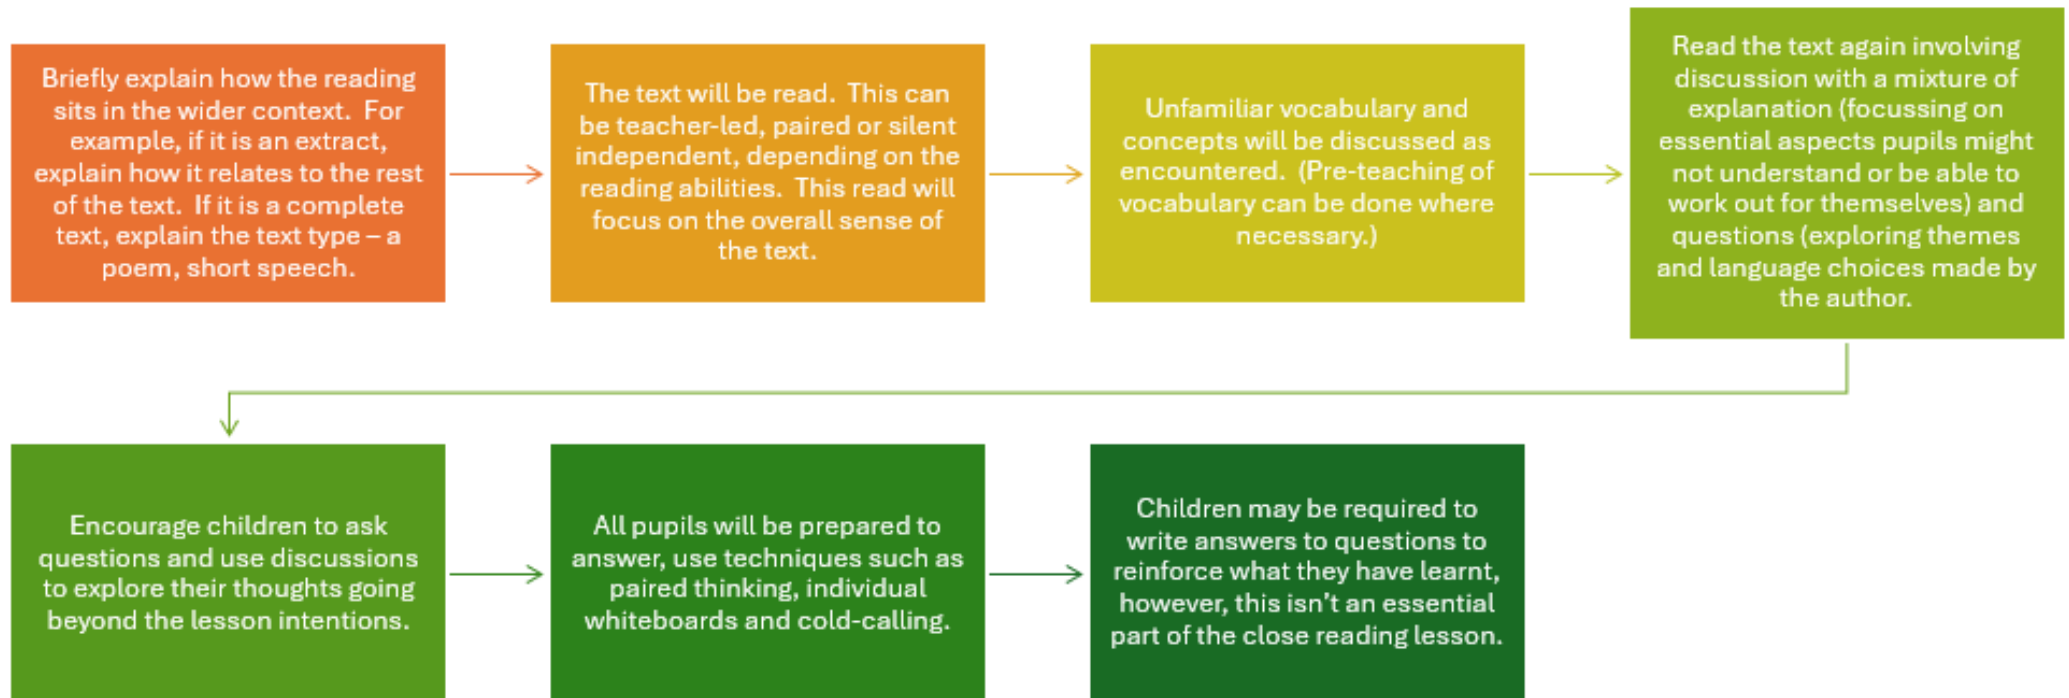 Briefly explain how the reading
sits in the wider context.  For
example, if it is an extract,
explain how it relates to the rest
of the text.  If it is a complete
text, explain the text type – a
poem, short speech.
The text will be read.  This can
be teacher-led, paired or silent
independent, depending on the
reading abilities.  This read will
focus on the overall sense of
the text.
Unfamiliar vocabulary and
concepts will be discussed as
encountered.  (Pre-teaching of
vocabulary can be done where
necessary.)
Read the text again involving
discussion with a mixture of
explanation (focussing on
essential aspects pupils might
not understand or be able to
work out for themselves) and
questions (exploring themes
and language choices made by
the author.
Encourage children to ask
questions and use discussions
to explore their thoughts going
beyond the lesson intentions.
All pupils will be prepared to
answer, use techniques such as
paired thinking, individual
whiteboards and cold-calling.
Children may be required to
write answers to questions to
reinforce what they have learnt,
however, this isn’t an essential
part of the close reading lesson.